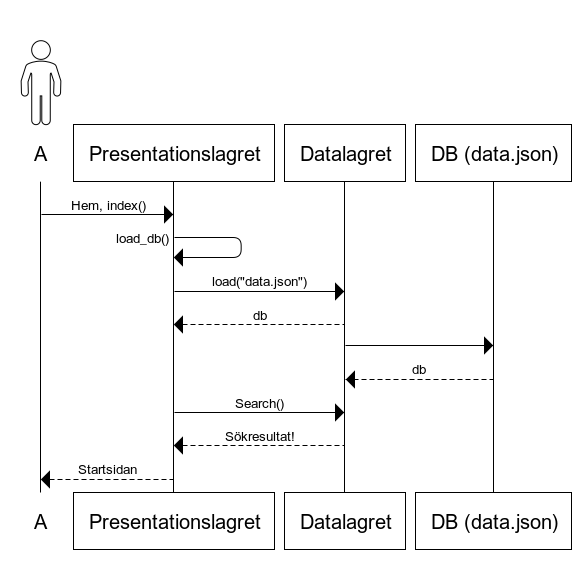 A
Presentationslagret
Datalagret
DB (data.json)
Hem, index()
load_db()
load("data.json")
db
db
Search()
Sökresultat!
Startsidan
A
Presentationslagret
Datalagret
DB (data.json)